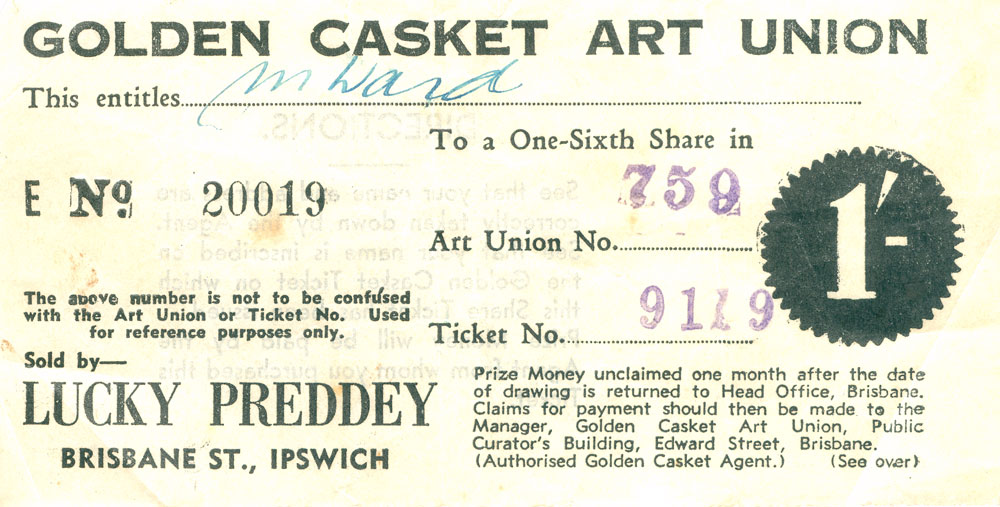 GOLDEN CASKET ART UNION
This entitles M Ward
To a One-Sixth Share in
E No 20019
759
Art Union No.
1/-
The above number is not to be confused
with the Art Union or Ticket No. Used
for reference purposes only.
9119
Ticket No.
Sold by—
LUCKY PREDDEY
BRISBANE ST., IPSWICH
Prize Money unclaimed one month after the date
of drawing is returned to Head Office, Brisbane.
Claims for payment should then be made to the
Manager, Golden Casket Art Union, Public
Curator's Building, Edward Street, Brisbane.
(Authorised Golden Casket Agent.) (See over)